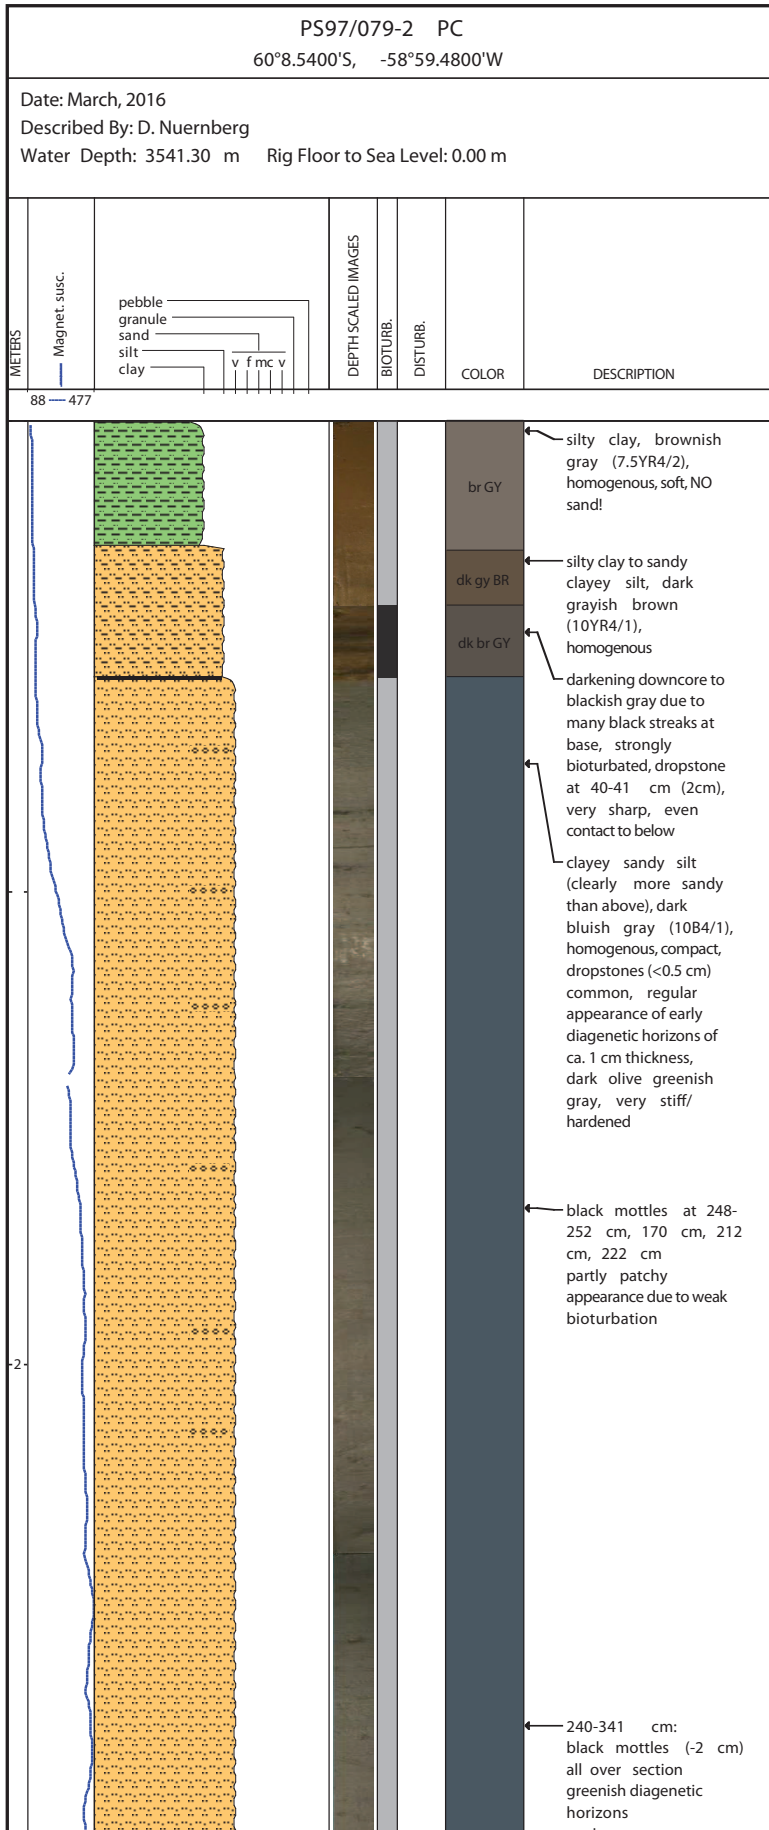 PS97/079-2 PC
60°8.5400'S, -58°59.4800'W
Date: March, 2016
Described By: D. Nuernberg
Water Depth: 3541.30 m Rig Floor to Sea Level: 0.00 m
METERS
Magnet. susc.
pebble
granule
sand
silt
clay
v f m c v
DEPTH SCALED IMAGES
BIOTURB.
DISTURB.
COLOR
DESCRIPTION
88 ---- 477
br GY
dk gy BR
dk br GY
silty clay, brownish
gray (7.5YR4/2),
homogenous, soft, NO
sand!
silty clay to sandy
clayey silt, dark
grayish brown
(10YR4/1),
homogenous
darkening downcore to
blackish gray due to
many black streaks at
base, strongly
bioturbated, dropstone
at 40-41 cm (2cm),
very sharp, even
contact to below
clayey sandy silt
(clearly more sandy
than above), dark
bluish gray (10B4/1),
homogenous, compact,
dropstones (<0.5 cm)
common, regular
appearance of early
diagenetic horizons of
ca. 1 cm thickness,
dark olive greenish
gray, very stiff/
hardened
black mottles at 248-
252 cm, 170 cm, 212
cm, 222 cm
partly patchy
appearance due to weak
bioturbation
2
240-341 cm:
black mottles (-2 cm)
all over section
greenish diagenetic
horizons